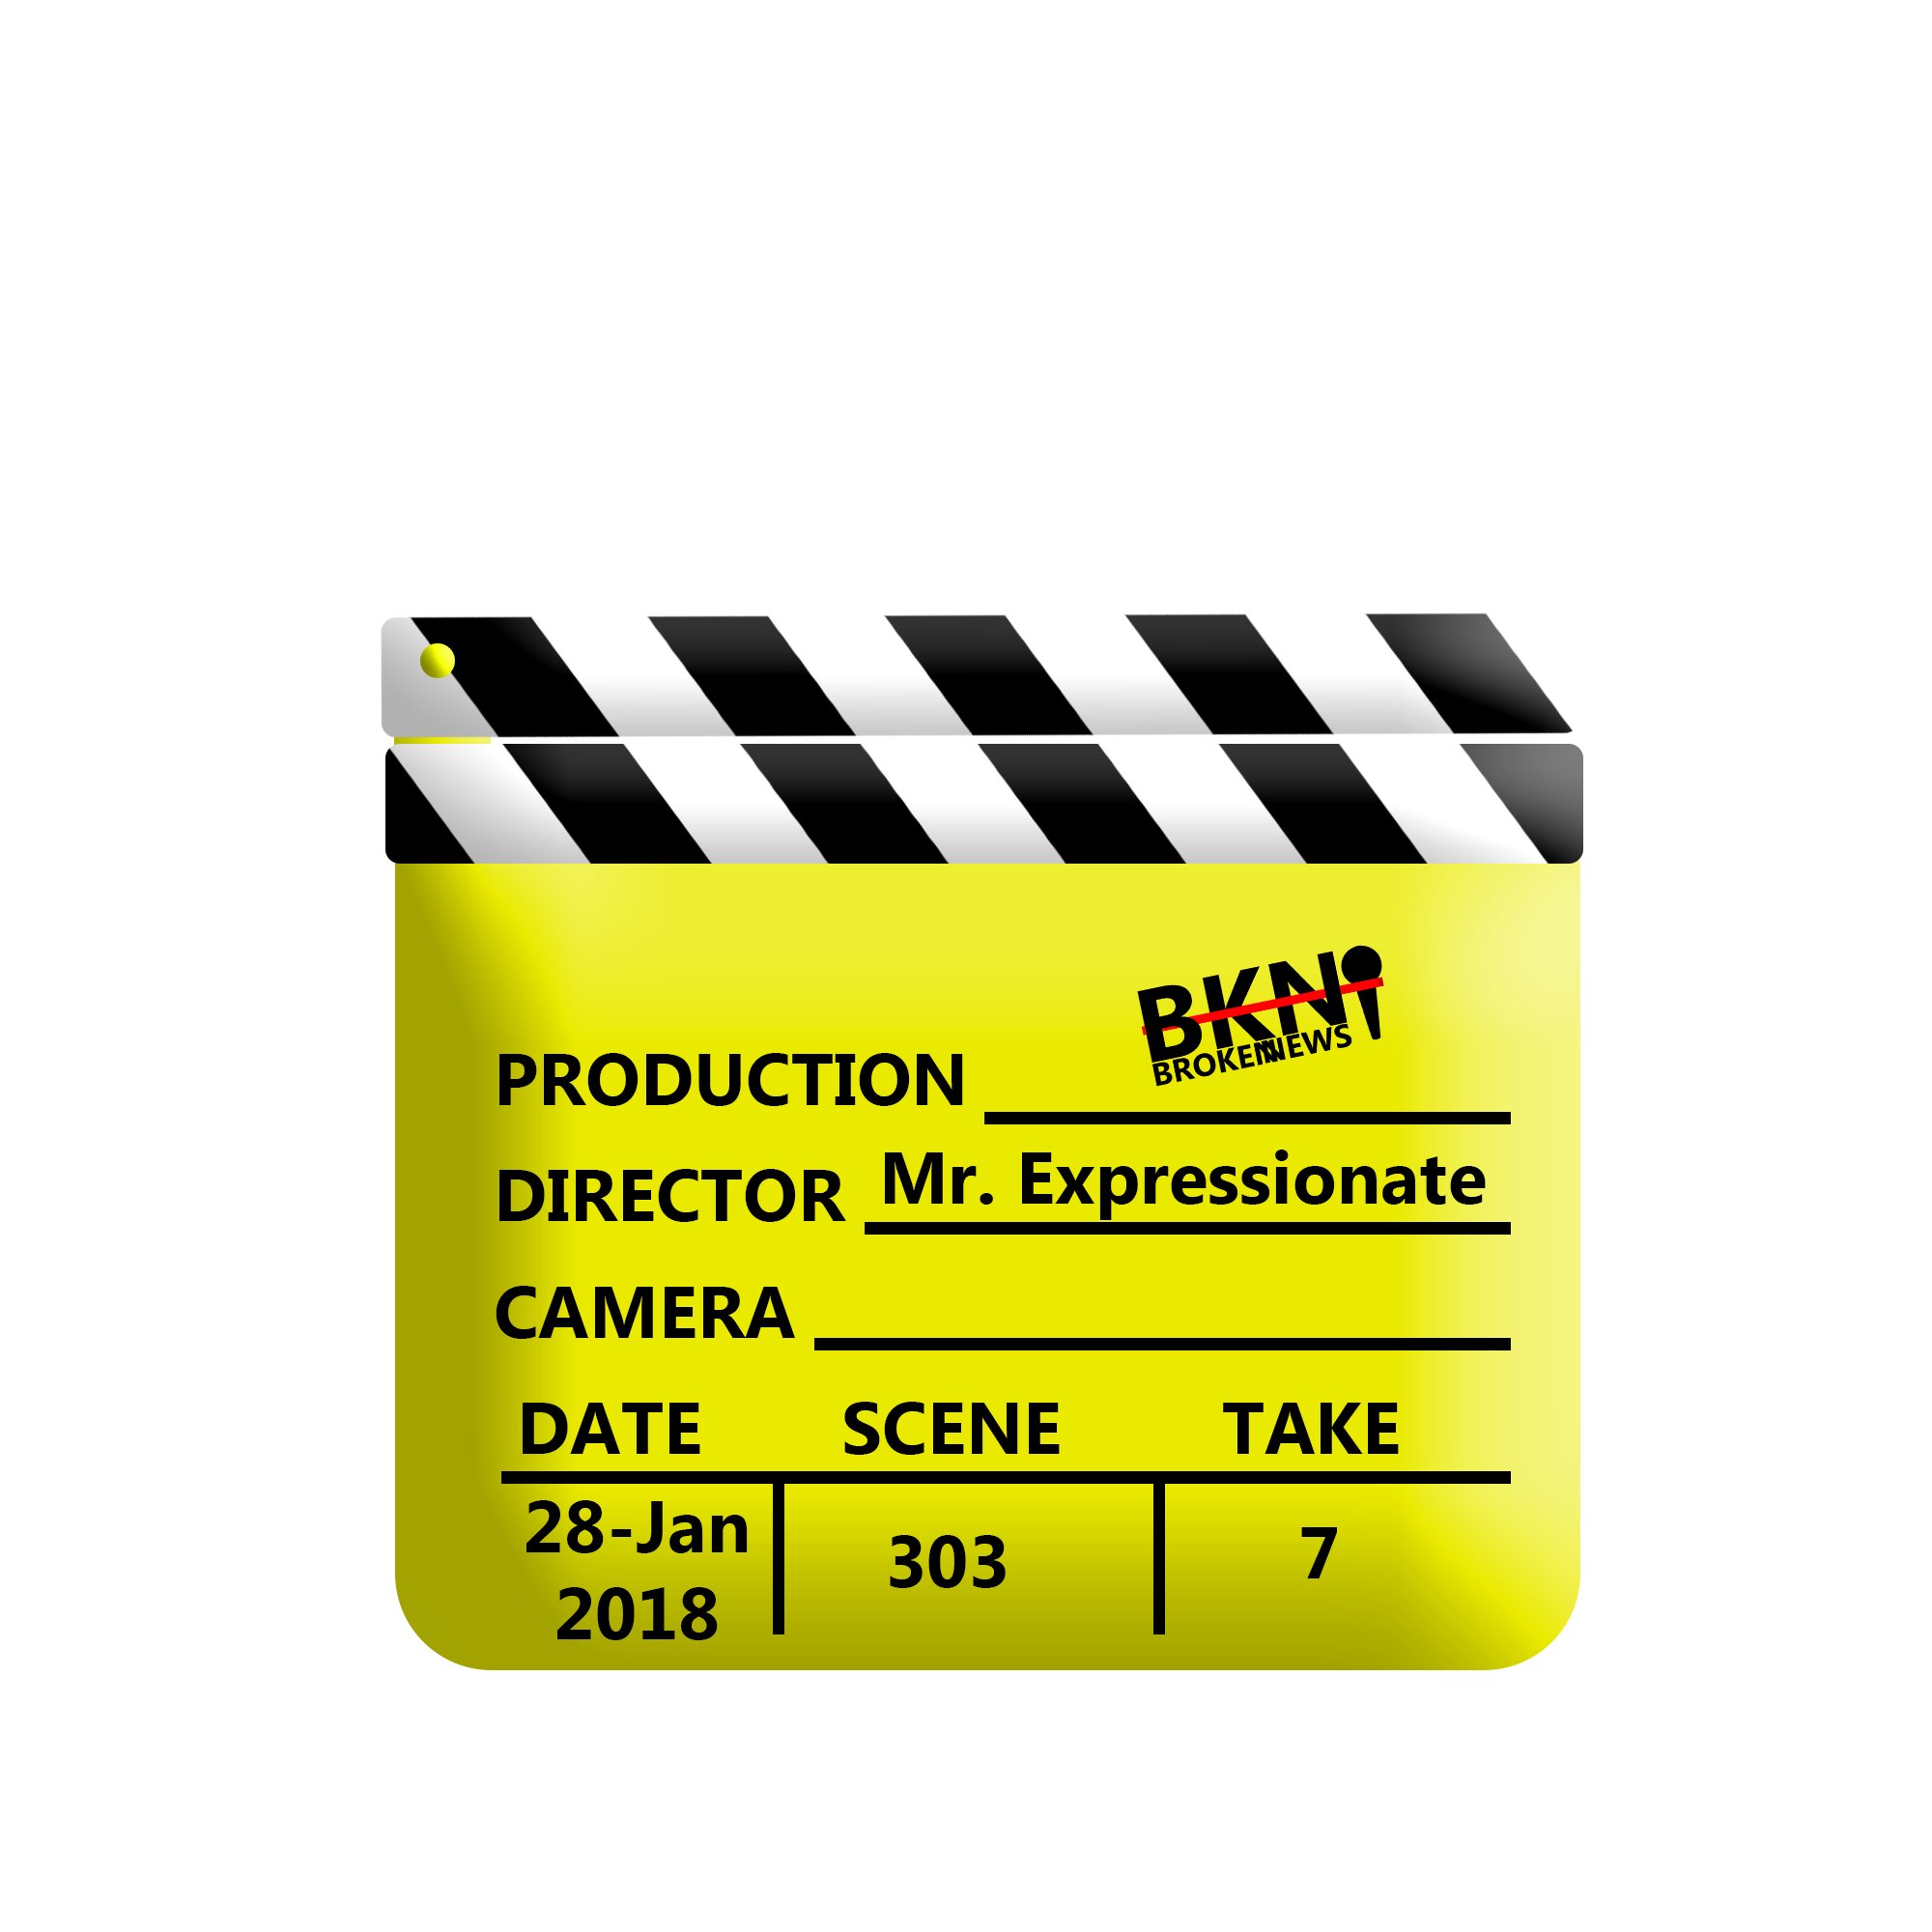 BKN
BROKEN NEWS
PRODUCTION
DIRECTOR Mr. Expressionate
CAMERA
DATE SCENE TAKE
28-Jan 303 7
2018